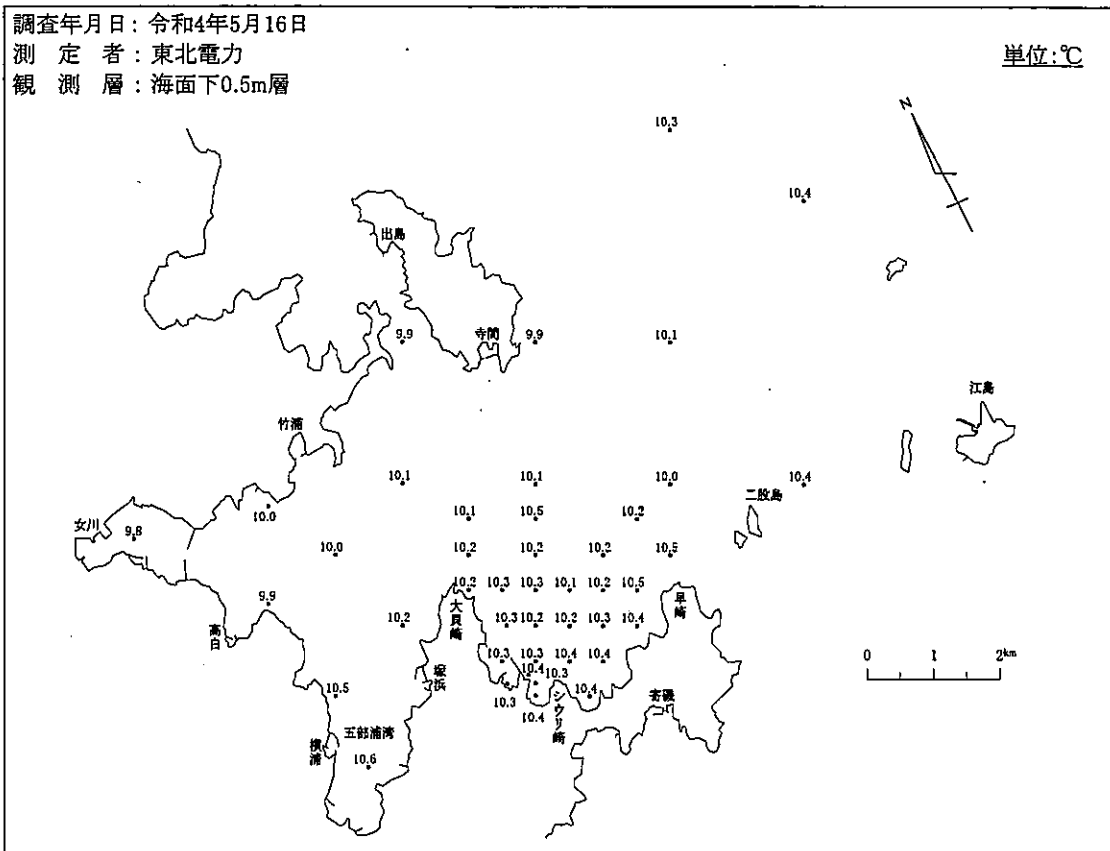 調査年月日：令和4年5月16日
測　定　者：東北電力
観　測　層：海面下0.5m層
単位：℃
N
10.3
10.4
出島
寺間
9.9
9.9
10.1
江島
竹浦
10.1
10.1
10.0
10.4
二股島
10.0
10.1
10.5
10.2
女川
9.8
10.0
10.2
10.2
10.2
10.5
10.2
10.3
10.3
10.1
10.2
10.5
早崎
9.9
大貝崎
高白
10.2
10.3
10.2
10.2
10.3
10.4
10.3
10.3
10.4
10.4
塚浜
10.4
10.3
0　1　2km
10.5
10.3
10.4
10.4
シウリ崎
寄磯
横浦
五部浦湾
10.6